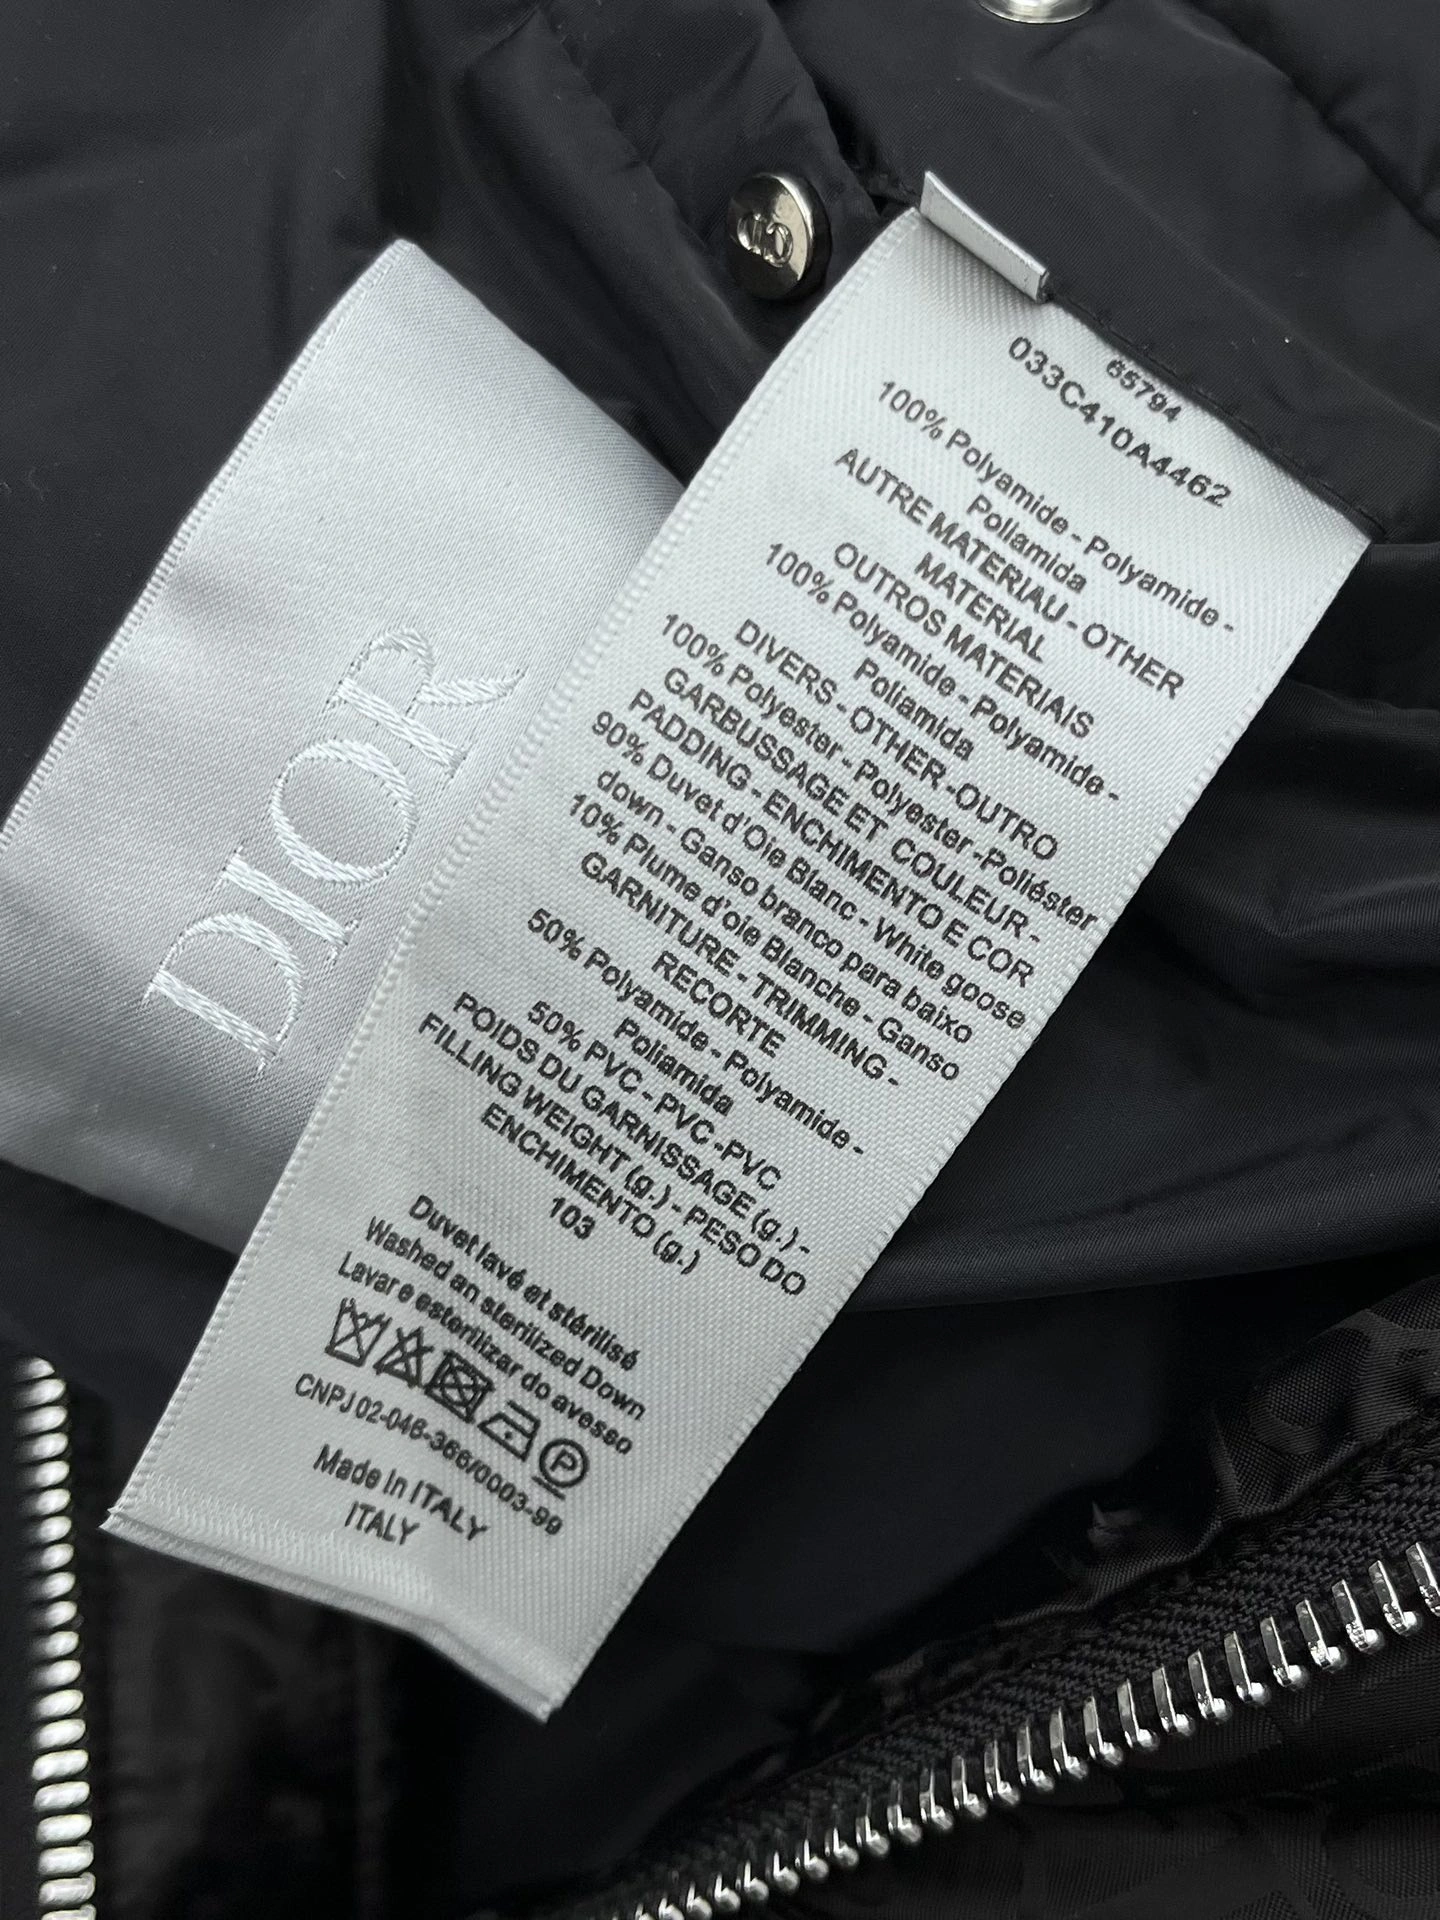 DIOR
65794
033C410A4462
100% Polyamide - Polyamide -
Poliamida
AUTRE MATERIAU - OTHER
MATERIAL
OUTROS MATERIAIS
100% Polyamide - Polyamide -
Poliamida
DIVERS - OTHER -OUTRO
100% Polyester - Polyester -Poliéster
GARBUSSAGE ET COULEUR -
PADDING - ENCHIMENTO E COR
90% Duvet d'Oie Blanc - White goose
down - Ganso branco para baixo
10% Plume d'oie Blanche - Ganso
GARNITURE - TRIMMING -
RECORTE
50% Polyamide - Polyamide -
Poliamida
50% PVC - PVC -PVC
POIDS DU GARNISSAGE (g.) -
FILLING WEIGHT (g.) - PESO DO
ENCHIMENTO (g.)
103
Duvet lavé et stérilisé
Washed an sterilized Down
Lavar e esterilizar do avesso
P
CNPJ 02-046-366/0003-99
Made in ITALY
ITALY
CD